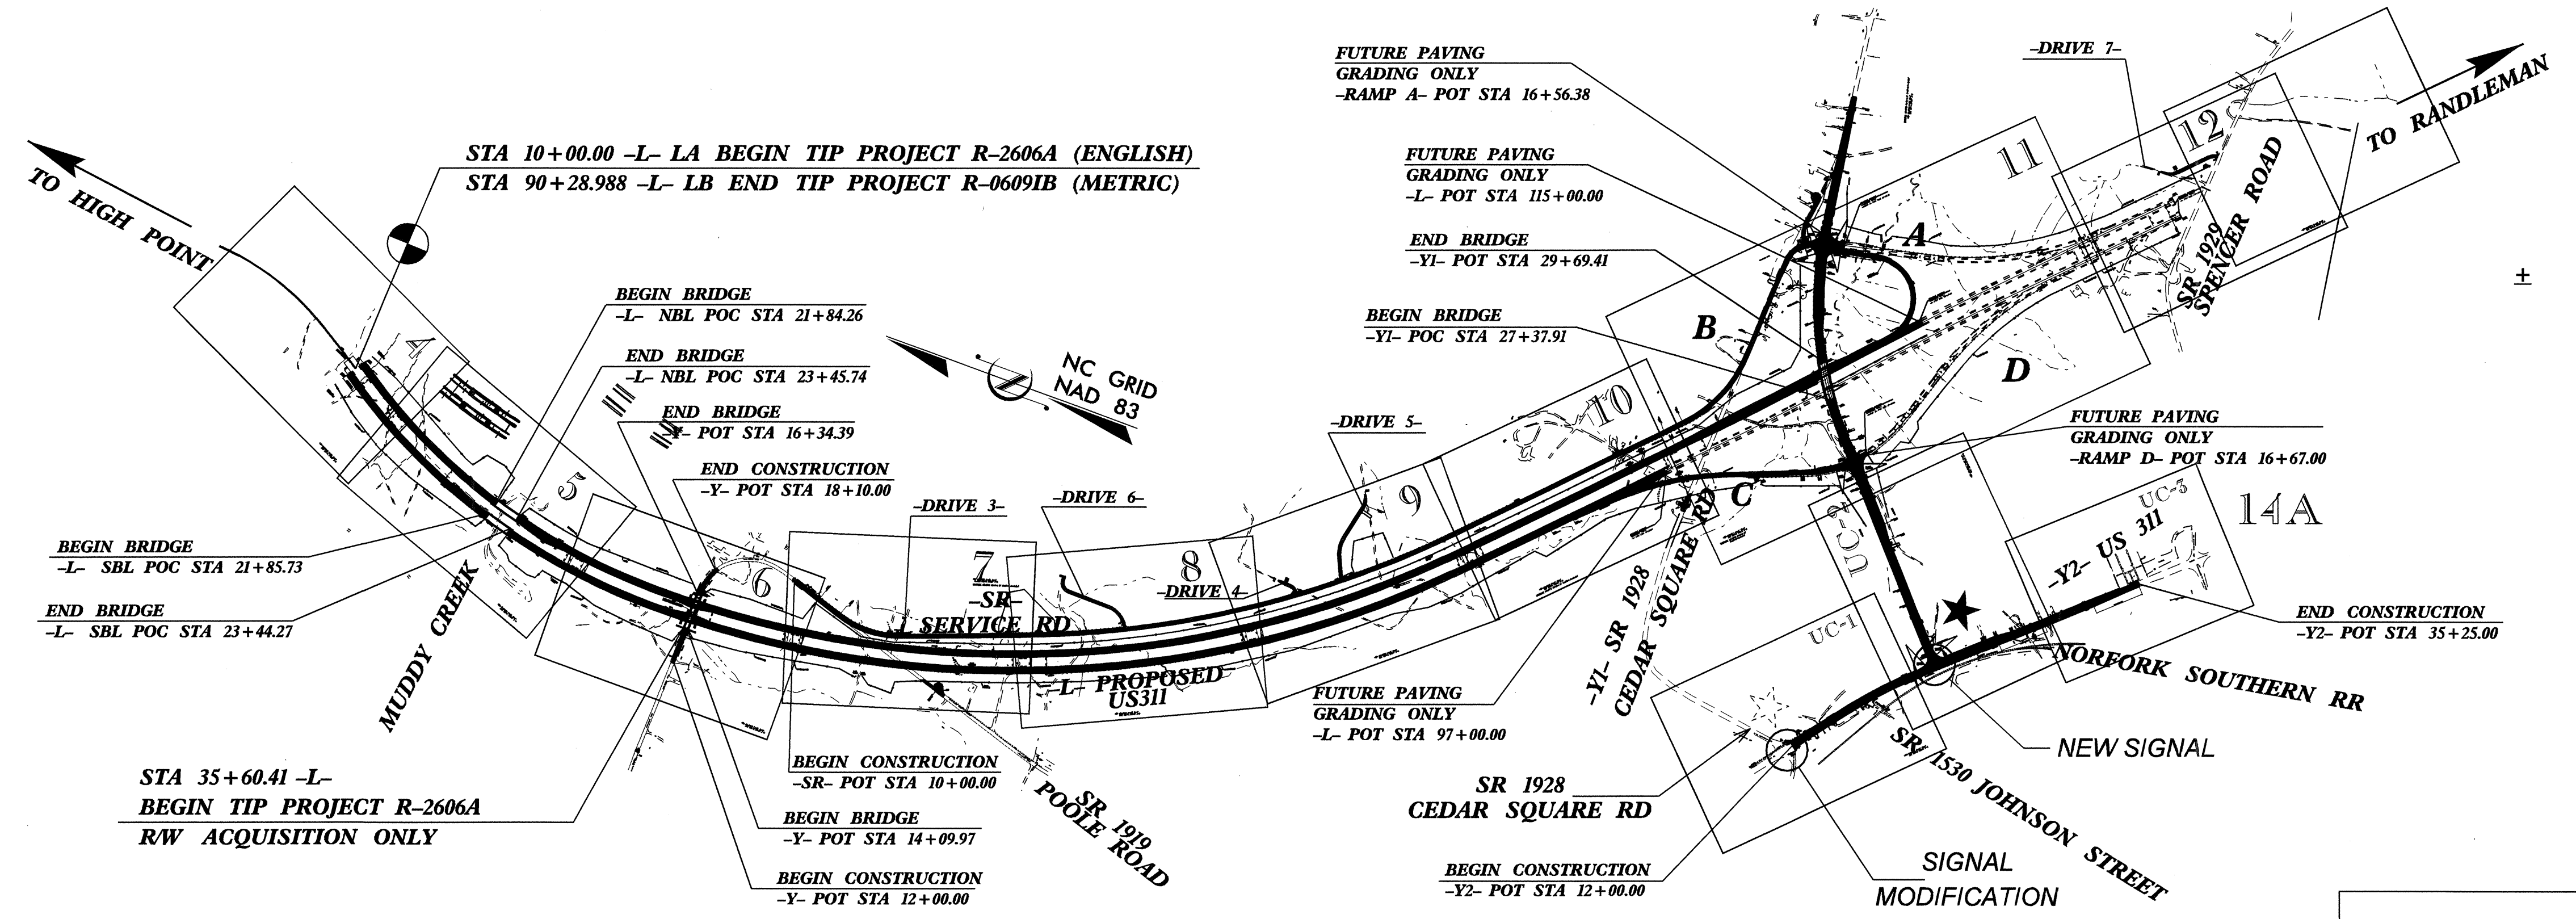 TO HIGH POINT
STA 10+00.00 –L– LA BEGIN TIP PROJECT R–2606A (ENGLISH)
STA 90+28.988 –L– LB END TIP PROJECT R–0609IB (METRIC)
BEGIN BRIDGE
–L– NBL POC STA 21+84.26
END BRIDGE
–L– NBL POC STA 23+45.74
END BRIDGE
–Y– POT STA 16+34.39
END CONSTRUCTION
–Y– POT STA 18+10.00
–DRIVE 3–
–DRIVE 6–
NC GRID
NAD 83
BEGIN BRIDGE
–L– SBL POC STA 21+85.73
END BRIDGE
–L– SBL POC STA 23+44.27
MUDDY CREEK
4
5
6
7
–SR–
SERVICE RD
8
–DRIVE 4–
–L– PROPOSED
US311
9
–DRIVE 5–
10
STA 35+60.41 –L–
BEGIN TIP PROJECT R–2606A
R/W ACQUISITION ONLY
BEGIN CONSTRUCTION
–SR– POT STA 10+00.00
BEGIN BRIDGE
–Y– POT STA 14+09.97
BEGIN CONSTRUCTION
–Y– POT STA 12+00.00
SR 1919
POOLE ROAD
FUTURE PAVING
GRADING ONLY
–RAMP A– POT STA 16+56.38
FUTURE PAVING
GRADING ONLY
–L– POT STA 115+00.00
END BRIDGE
–Y1– POT STA 29+69.41
BEGIN BRIDGE
–Y1– POC STA 27+37.91
–DRIVE 7–
TO RANDLEMAN
11
12
A
B
C
D
SR 1929
SPENCER ROAD
±
FUTURE PAVING
GRADING ONLY
–RAMP D– POT STA 16+67.00
UC-2
UC-3
14A
–Y2– US 311
END CONSTRUCTION
–Y2– POT STA 35+25.00
NORFORK SOUTHERN RR
UC-1
–Y1– SR 1928
CEDAR SQUARE RD
FUTURE PAVING
GRADING ONLY
–L– POT STA 97+00.00
SR 1928
CEDAR SQUARE RD
BEGIN CONSTRUCTION
–Y2– POT STA 12+00.00
NEW SIGNAL
SR 1530 JOHNSON STREET
SIGNAL
MODIFICATION